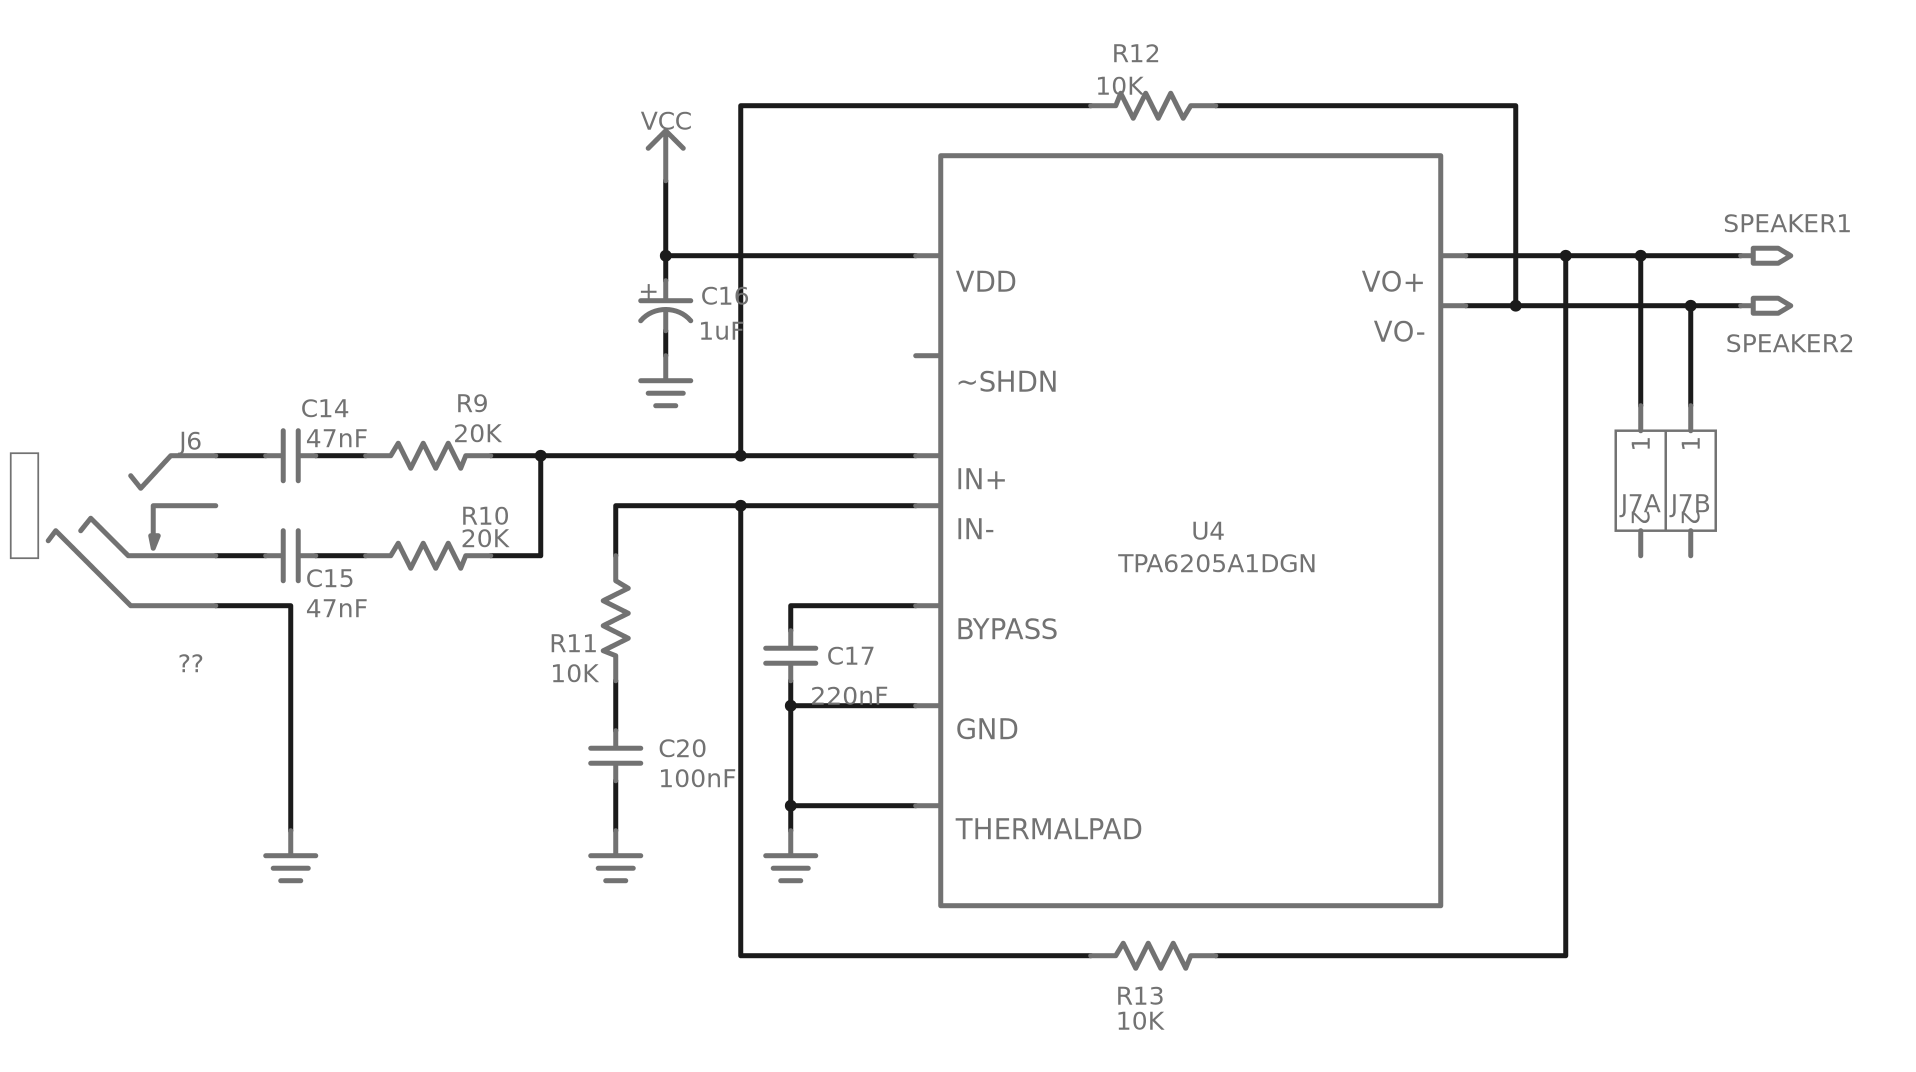 R12
10K
VCC
SPEAKER1
+
C16
1uF
VDD
VO+
VO-
SPEAKER2
~SHDN
J6
C14
47nF
R9
20K
IN+
IN-
R10
20K
C15
47nF
??
U4
TPA6205A1DGN
1
1
J7A
J7B
2
2
R11
10K
C17
220nF
BYPASS
GND
C20
100nF
THERMALPAD
R13
10K